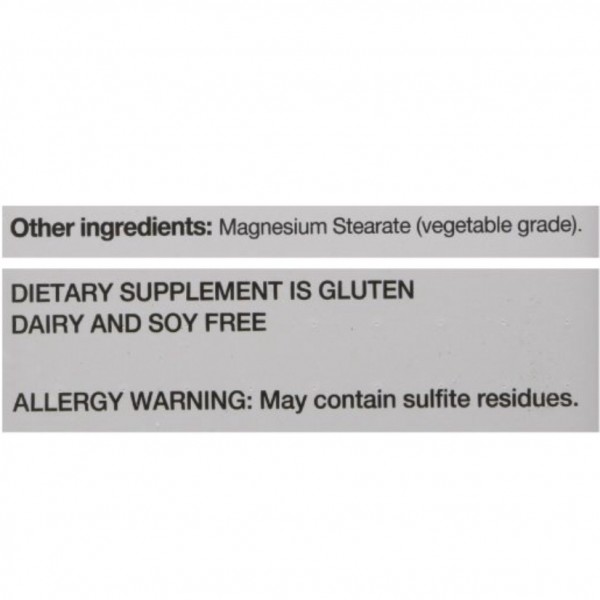 Other ingredients: Magnesium Stearate (vegetable grade).
DIETARY SUPPLEMENT IS GLUTEN
DAIRY AND SOY FREE
ALLERGY WARNING: May contain sulfite residues.